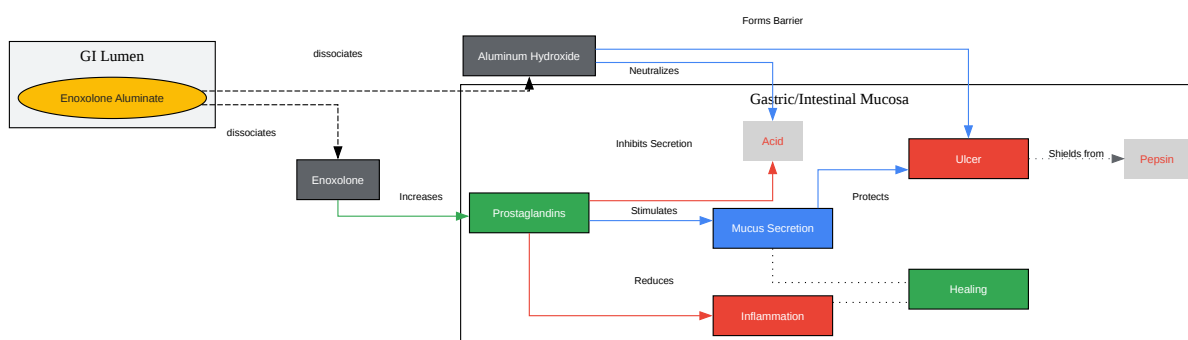 Forms Barrier
GI Lumen
dissociates
Aluminum Hydroxide
Neutralizes
Enoxolone Aluminate
Gastric/Intestinal Mucosa
dissociates
Inhibits Secretion
Acid
Ulcer
Shields from
Pepsin
Enoxolone
Increases
Prostaglandins
Stimulates
Mucus Secretion
Protects
Reduces
Healing
Inflammation